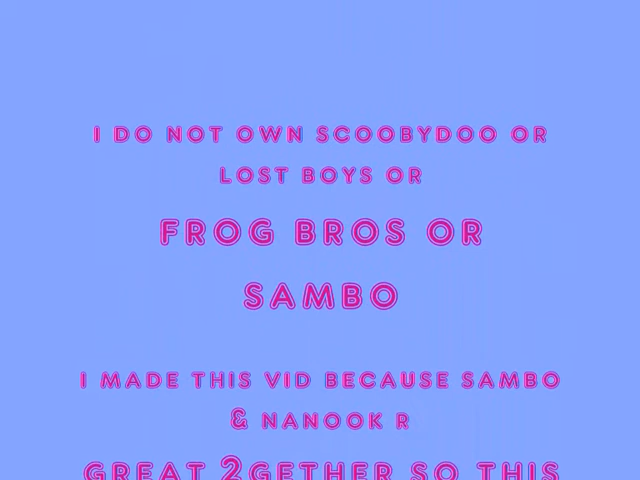 I DO NOT OWN SCOOBYDOO OR
LOST BOYS OR
FROG BROS OR
SAMBO
I MADE THIS VID BECAUSE SAMBO
& NANOOK R
GREAT 2GETHER SO THIS